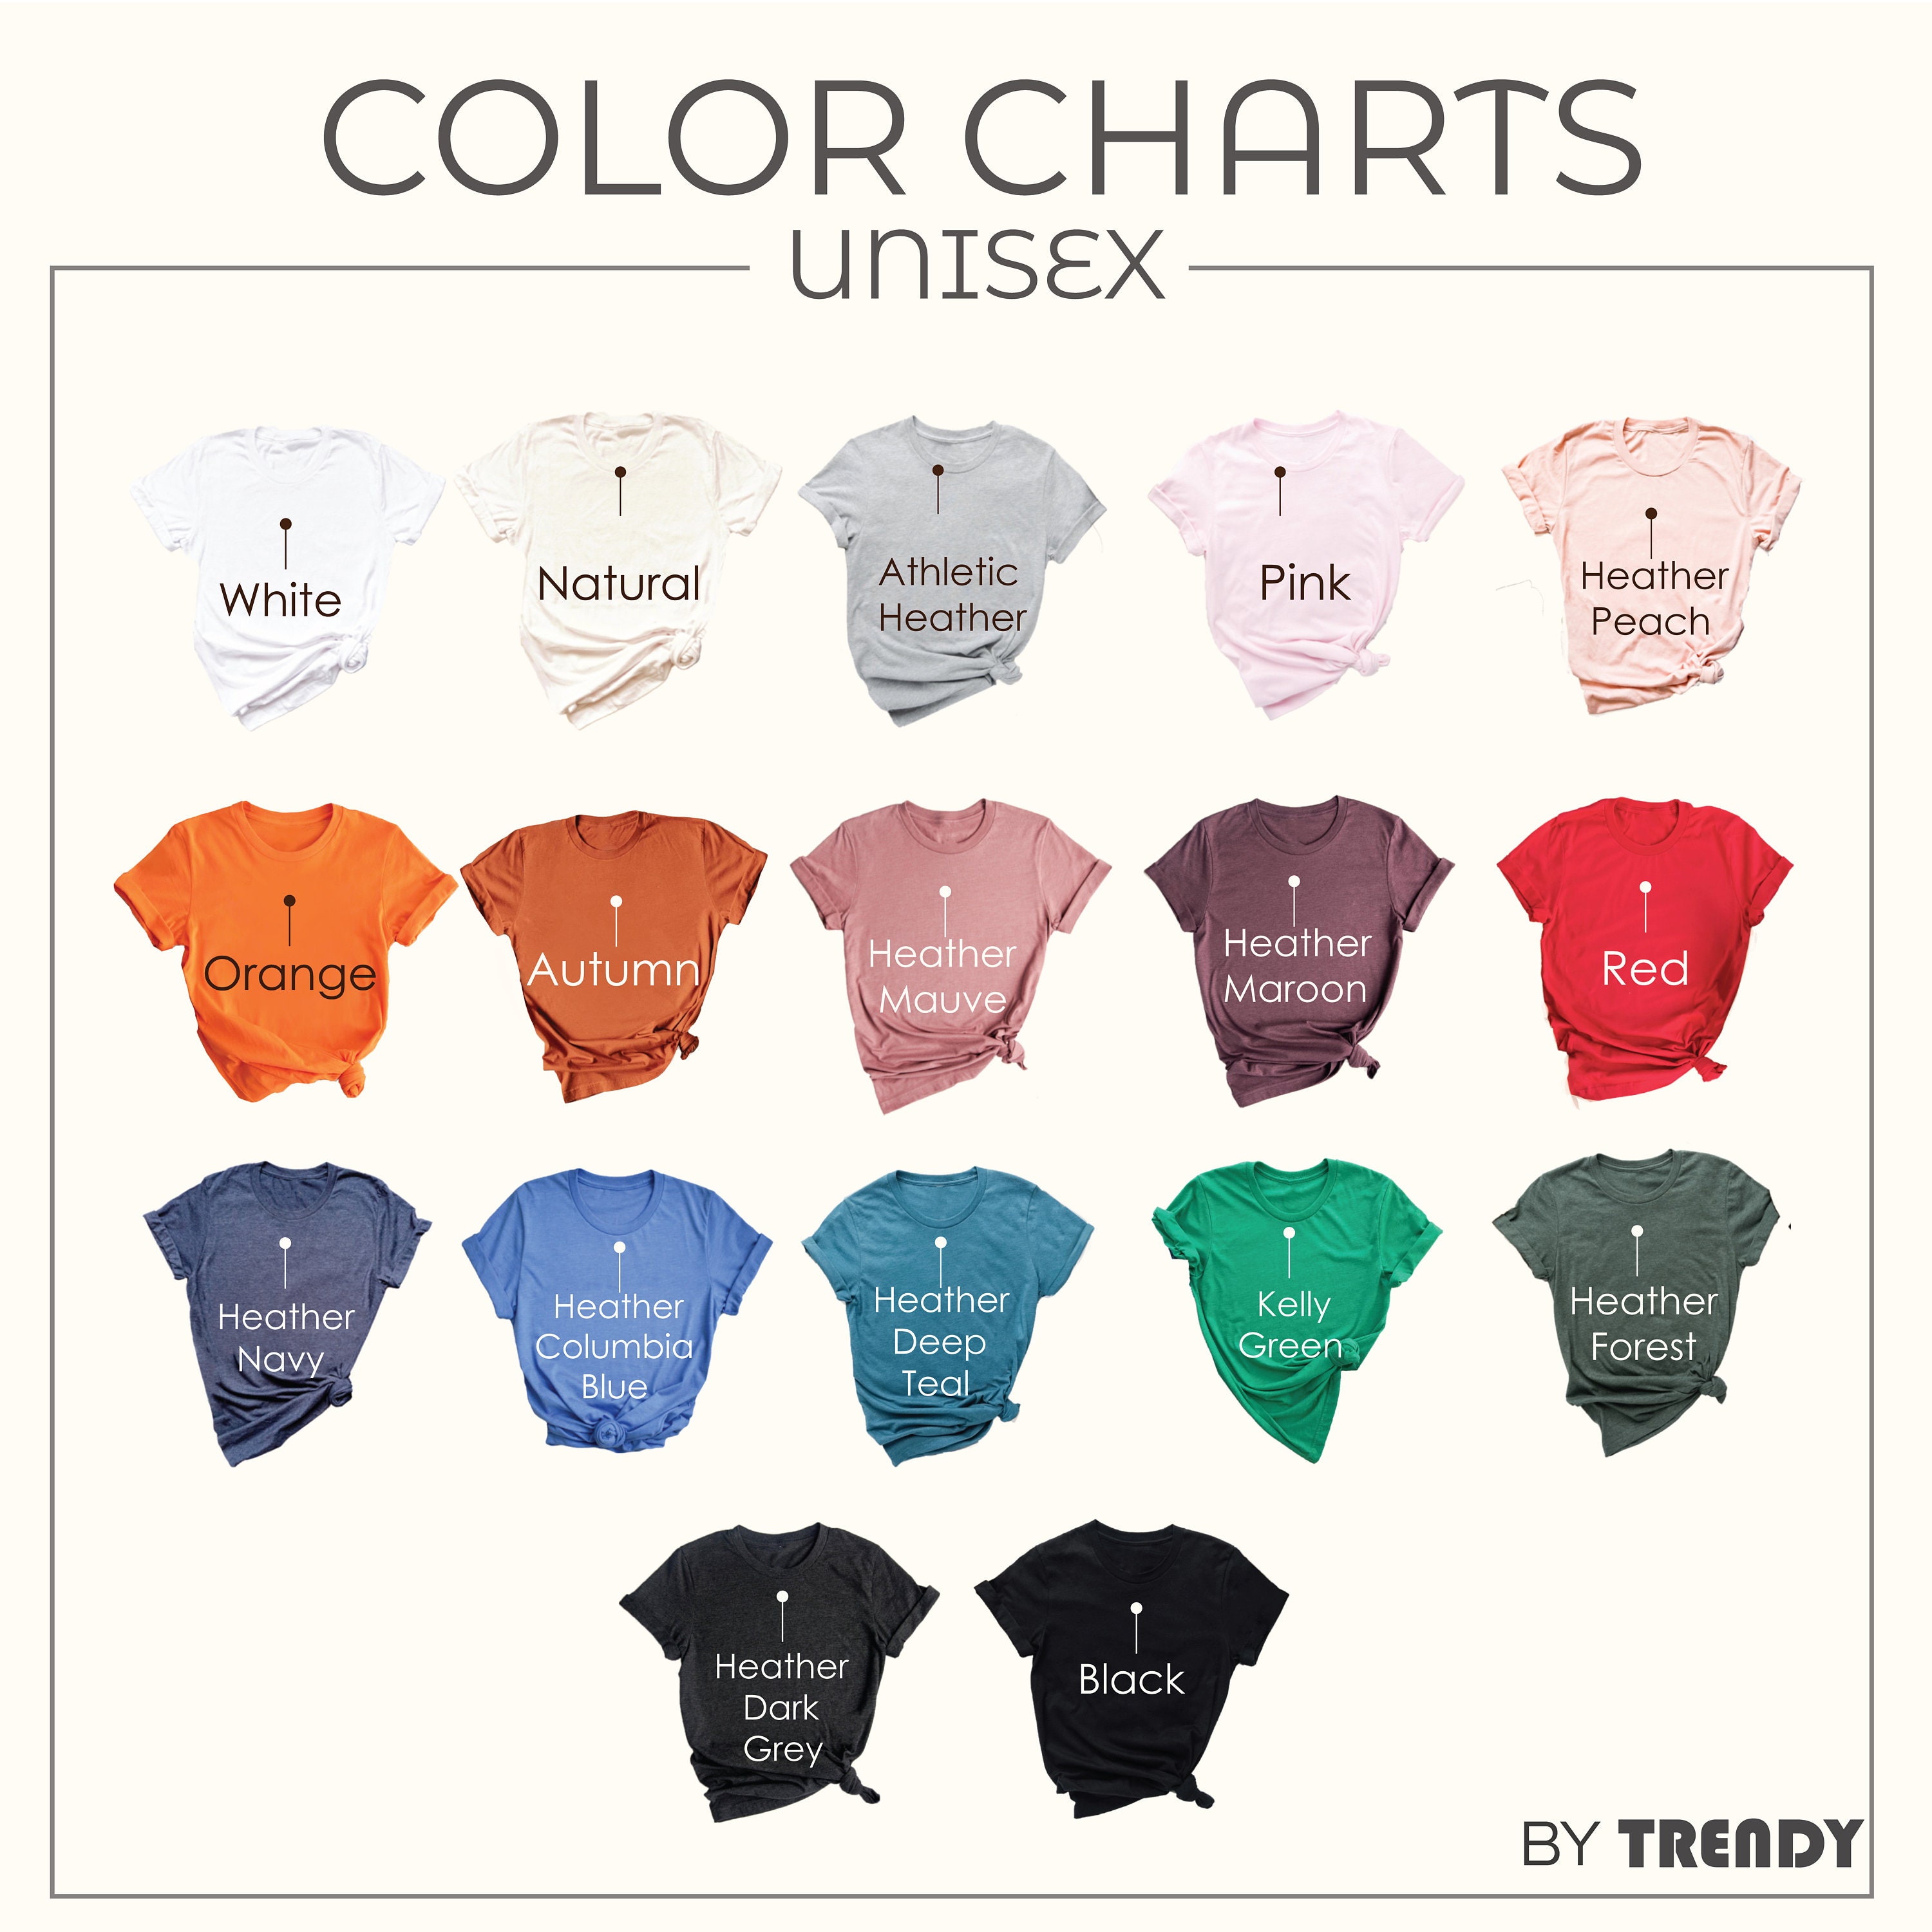 COLOR CHARTS
UNISEX
White
Natural
Athletic
Heather
Pink
Heather
Peach
Orange
Autumn
Heather
Mauve
Heather
Maroon
Red
Heather
Navy
Heather
Columbia
Blue
Heather
Deep
Teal
Kelly
Green
Heather
Forest
Heather
Dark
Grey
Black
BY TRENDY